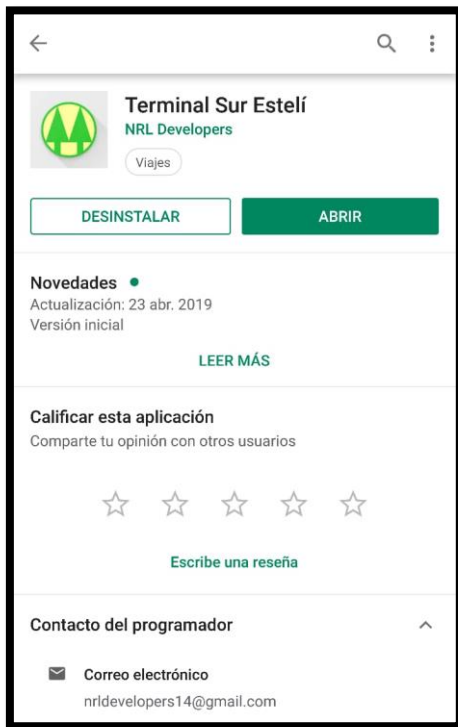 Terminal Sur Estelí
NRL Developers
Viajes
DESINSTALAR
ABRIR
Novedades
Actualización: 23 abr. 2019
Versión inicial
LEER MÁS
Calificar esta aplicación
Comparte tu opinión con otros usuarios
Escribe una reseña
Contacto del programador
Correo electrónico
nrldevelopers14@gmail.com